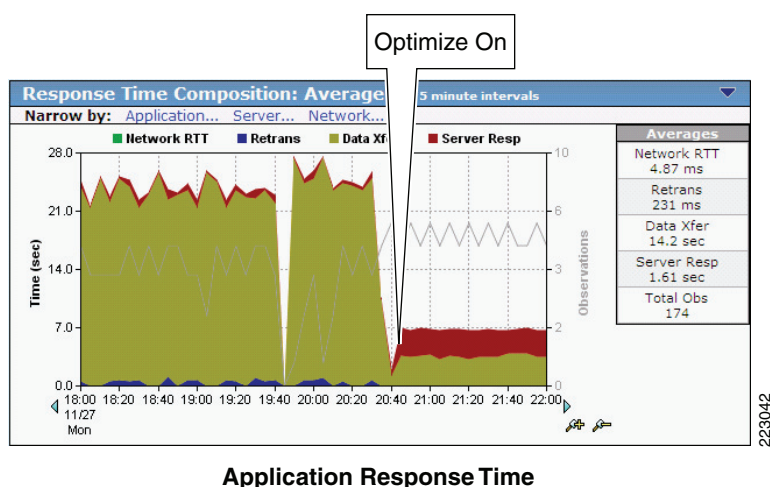 Optimize On
Response Time Composition: Average 5 minute intervals
Narrow by: Application... Server... Network...
Network RTT Retrans Data Xfe Server Resp
28.0
21.0
14.0
7.0
0.0
Time (sec)
10
6
3
2
0
Observations
18:00 18:20 18:40 19:00 19:20 19:40 20:00 20:20 20:40 21:00 21:20 21:40 22:00
11/27
Mon
Averages
Network RTT
4.87 ms
Retrans
231 ms
Data Xfer
14.2 sec
Server Resp
1.61 sec
Total Obs
174
223042
Application Response Time